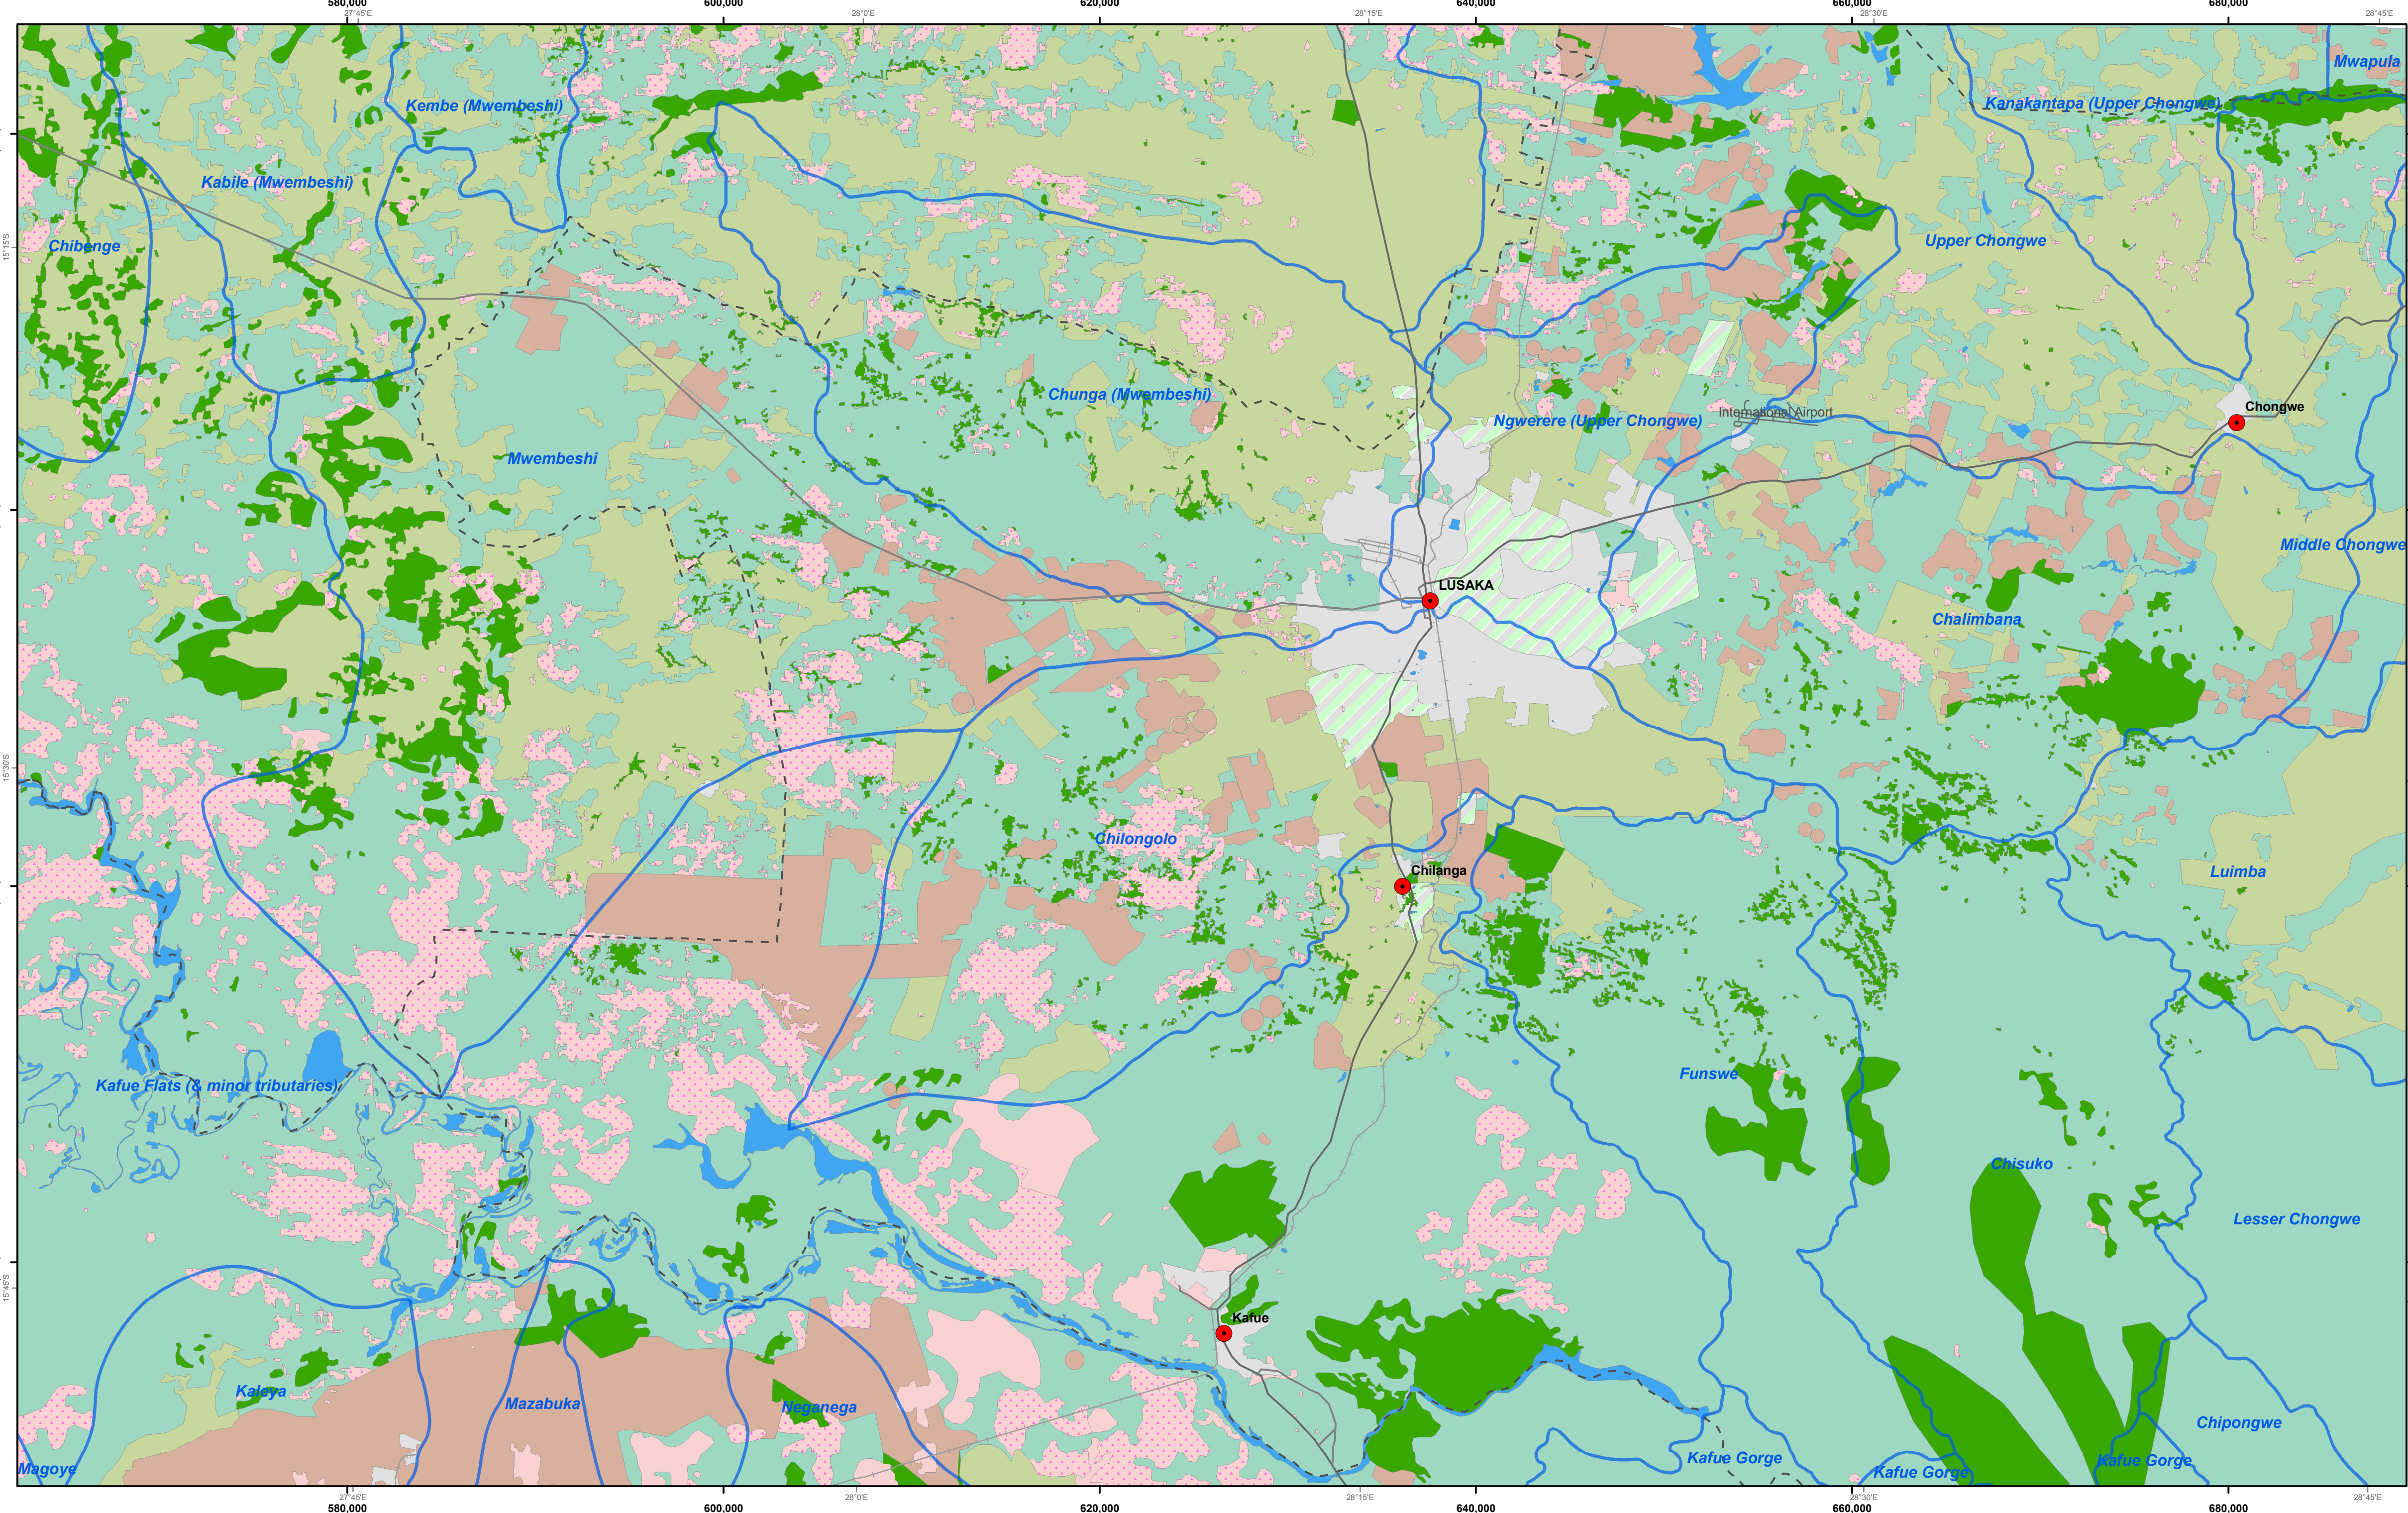 580,000
600,000
620,000
640,000
660,000
680,000
27°45'E
28°0'E
28°15'E
28°30'E
28°45'E
Mwapula
Kembe (Mwembeshi)
Kanakantapa (Upper Chongwe)
Kabile (Mwembeshi)
Chibenge
15°15'S
Upper Chongwe
Chunga (Mwembeshi)
International Airport
Chongwe
Ngwerere (Upper Chongwe)
Mwembeshi
Middle Chongwe
LUSAKA
Chalimbana
15°30'S
Chilongolo
Chilanga
Luimba
Funswe
Kafue Flats (& minor tributaries)
Chisuko
Lesser Chongwe
15°45'S
Kafue
Kaleya
Mazabuka
Neganega
Chipongwe
Magoye
Kafue Gorge
Kafue Gorge
Kafue Gorge
27°45'E
28°0'E
28°15'E
28°30'E
28°45'E
580,000
600,000
620,000
640,000
660,000
680,000